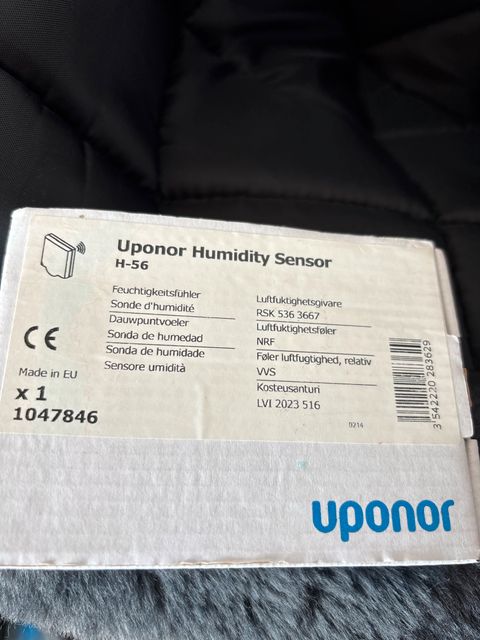 Uponor Humidity Sensor
H-56
Feuchtigkeitsfühler
Sonde d'humidité
Dauwpuntvoeler
Sonda de humedad
Sonda de humidade
Sensore umidità
Luftfuktighetsgivare
RSK 536 3667
Luftfuktighetsføler
NRF
Føler luftfugtighed, relativ
VVS
Kosteusanturi
LVI 2023 516
CE
Made in EU
x 1
1047846
0214
3 542220 283629
uponor